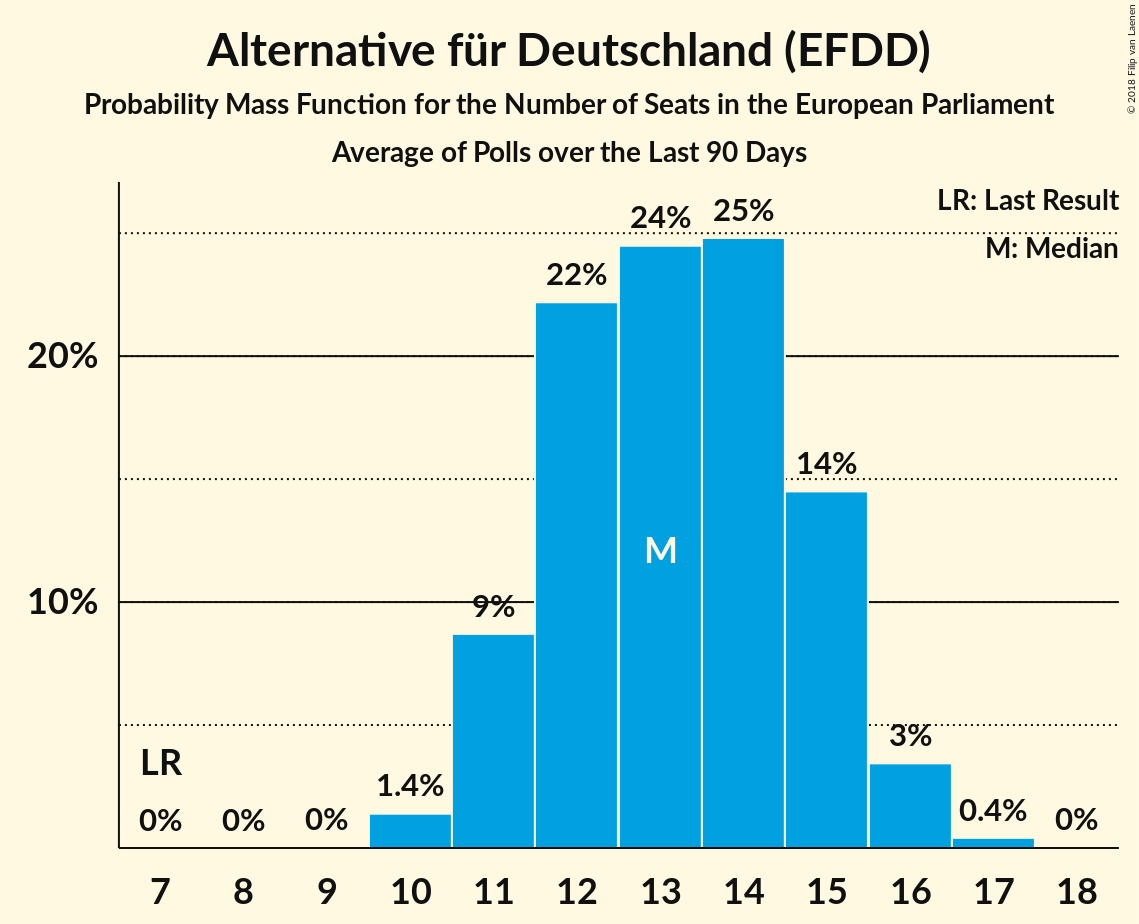 Alternative für Deutschland (EFDD)
Probability Mass Function for the Number of Seats in the European Parliament
Average of Polls over the Last 90 Days
© 2018 Filip van Laenen
LR: Last Result
M: Median
20%
10%
LR
M
0%
0%
0%
1.4%
9%
22%
24%
25%
14%
3%
0.4%
0%
7 8 9 10 11 12 13 14 15 16 17 18